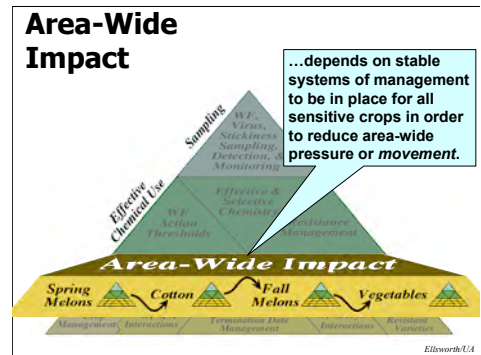 Area-Wide
Impact
…depends on stable
systems of management
to be in place for all
sensitive crops in order
to reduce area-wide
pressure or movement.
Sampling
WF,
Virus,
Stickiness
Sampling,
Detection, &
Monitoring
Effective
Chemical Use
Effective &
Selective
Chemistry
WF
Action
Thresholds
Resistance
Management
Area-Wide Impact
Spring
Melons
Cotton
Fall
Melons
Vegetables
Management
Interactions
Termination Date
Management
Interactions
Resistant
Varieties
Ellsworth/UA